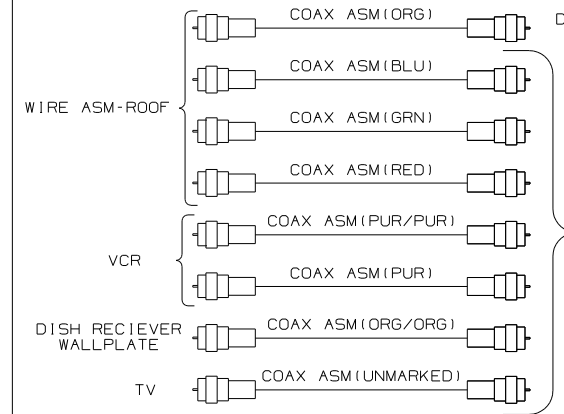 COAX ASM(ORG)
D
COAX ASM(BLU)
WIRE ASM-ROOF
COAX ASM(GRN)
COAX ASM(RED)
COAX ASM(PUR/PUR)
VCR
COAX ASM(PUR)
DISH RECIEVER
WALLPLATE
COAX ASM(ORG/ORG)
TV
COAX ASM(UNMARKED)